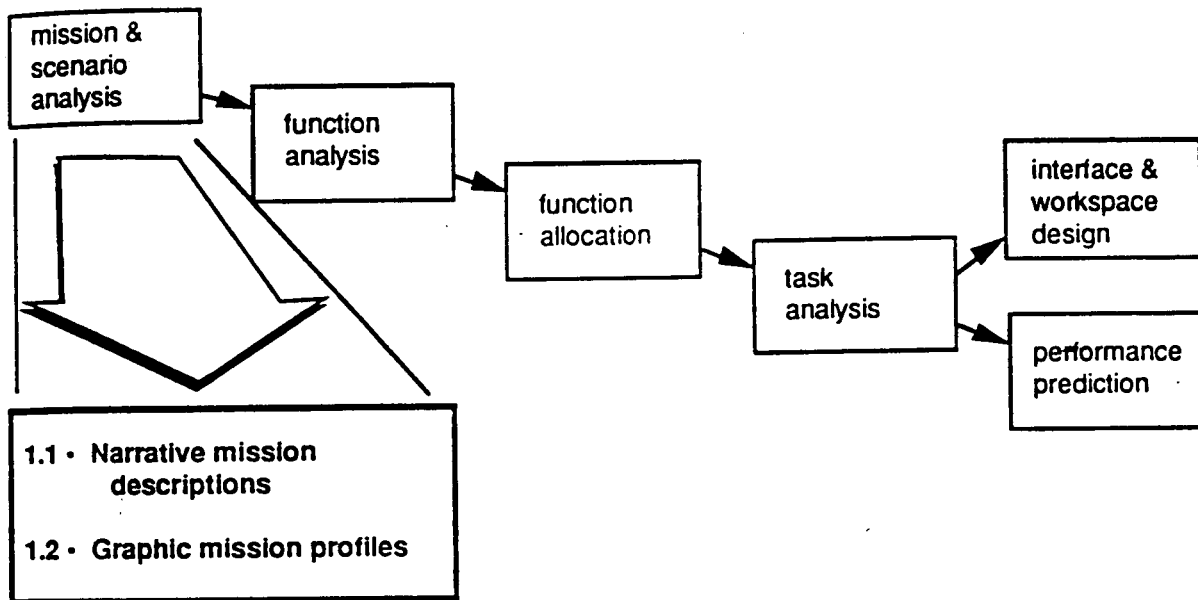 mission &
scenario
analysis
function
analysis
function
allocation
task
analysis
interface &
workspace
design
performance
prediction
1.1 • Narrative mission
descriptions
1.2 • Graphic mission profiles